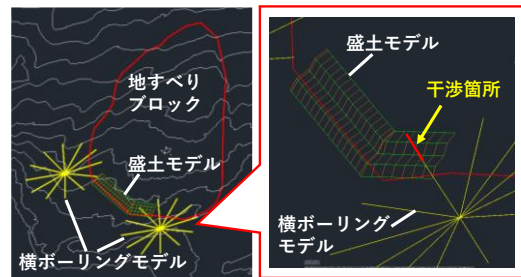 地すべり
ブロック
盛土モデル
横ボーリングモデル
盛土モデル
干渉箇所
横ボーリング
モデル